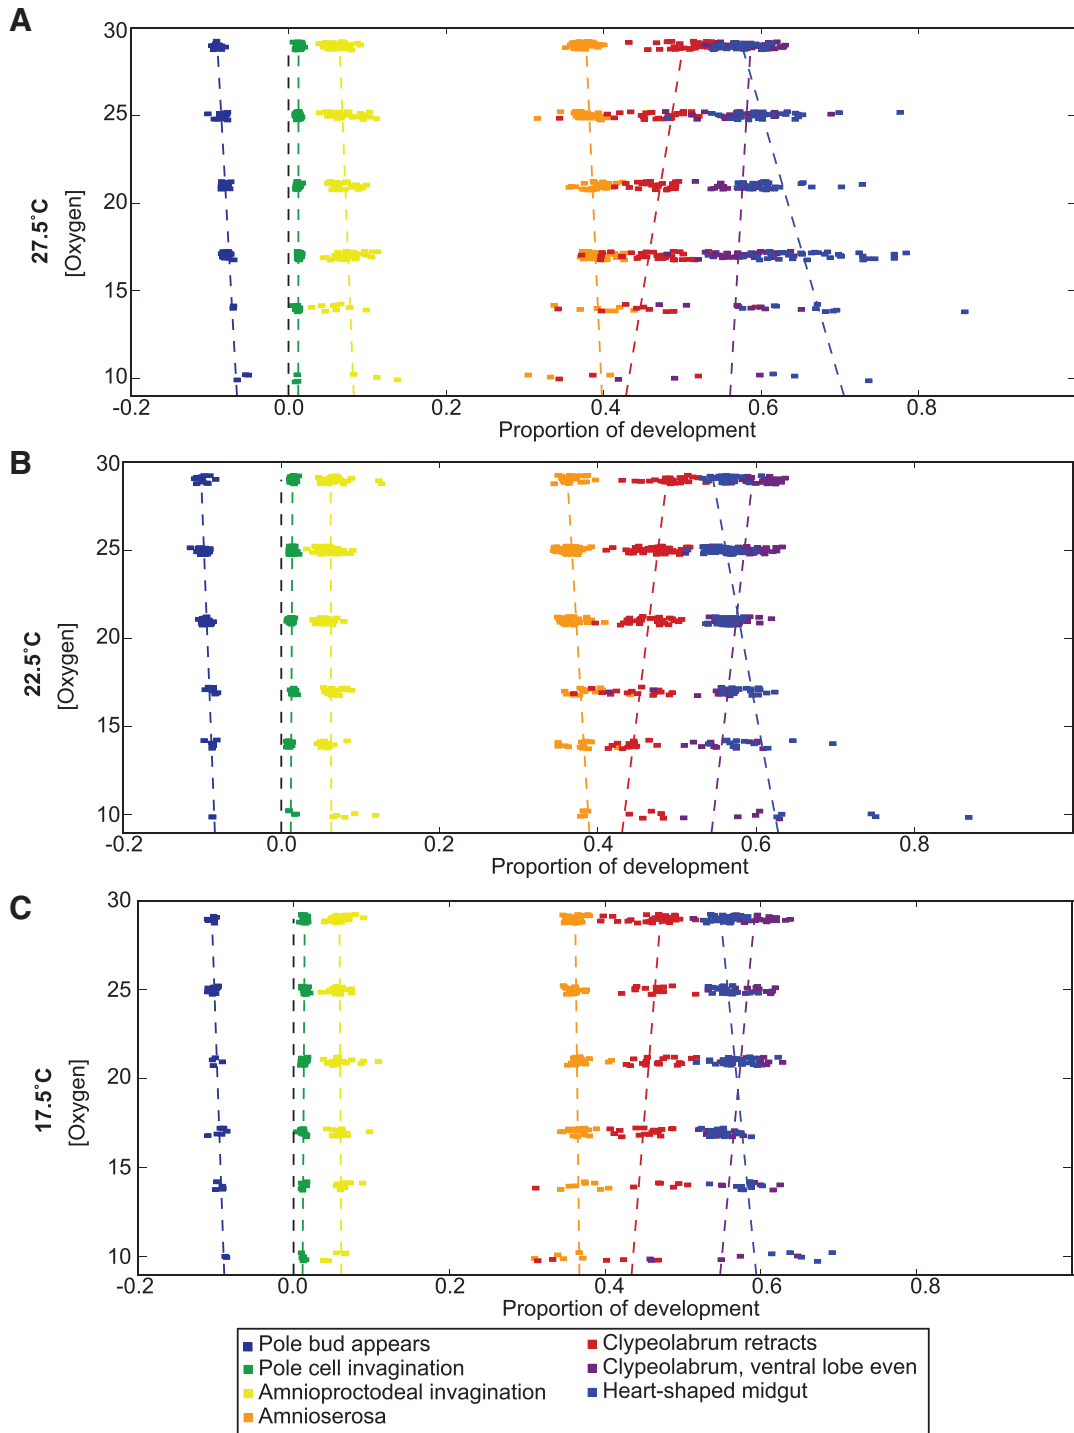 A
30
25
20
15
10
27.5°C
[Oxygen]
-0.2 0.0 0.2 0.4 0.6 0.8
Proportion of development
B
30
25
20
15
10
22.5°C
[Oxygen]
-0.2 0.0 0.2 0.4 0.6 0.8
Proportion of development
C
30
25
20
15
10
17.5°C
[Oxygen]
-0.2 0.0 0.2 0.4 0.6 0.8
Proportion of development
Pole bud appears
Pole cell invagination
Amnioproctodeal invagination
Amnioserosa
Clypeolabrum retracts
Clypeolabrum, ventral lobe even
Heart-shaped midgut